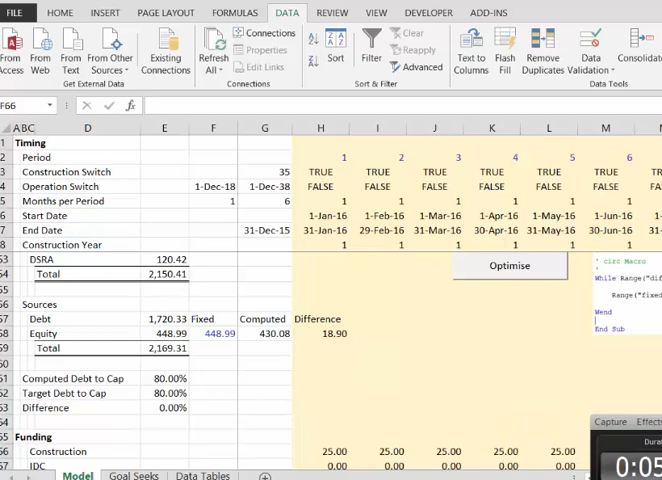 FILE HOME INSERT PAGE LAYOUT FORMULAS DATA REVIEW VIEW DEVELOPER ADD-INS
From Access From Web From Text From Other Sources Existing Connections Refresh All Connections Properties Edit Links Sort Filter Clear Reapply Advanced Text to Columns Flash Fill Remove Duplicates Data Validation Consolidate
Get External Data Connections Sort & Filter Data Tools
F66 fx
A B C D E F G H I J K L M
1 Timing
2 Period 1 2 3 4 5 6
3 Construction Switch 35 TRUE TRUE TRUE TRUE TRUE TRUE
4 Operation Switch 1-Dec-18 1-Dec-38 FALSE FALSE FALSE FALSE FALSE FALSE
5 Months per Period 1 6 1 1 1 1 1 1
6 Start Date 1-Jan-16 1-Feb-16 1-Mar-16 1-Apr-16 1-May-16 1-Jun-16
7 End Date 31-Dec-15 31-Jan-16 29-Feb-16 31-Mar-16 30-Apr-16 31-May-16 30-Jun-16 31
8 Construction Year 1 1 1 1 1 1
53 DSRA 120.42 Optimise
54 Total 2,150.41
55
56 Sources
57 Debt 1,720.33 Fixed Computed Difference
58 Equity 448.99 448.99 430.08 18.90
59 Total 2,169.31
60
61 Computed Debt to Cap 80.00%
62 Target Debt to Cap 80.00%
63 Difference 0.00%
64
65 Funding
66 Construction 25.00 25.00 25.00 25.00 25.00 25.00
67 IDC 0.00 0.00 0.00 0.00 0.00 0.00
' circ Macro
'
While Range("dif
Range("fixed
Wend
End Sub
Capture Effects
Durat
0:05
Model Goal Seeks Data Tables